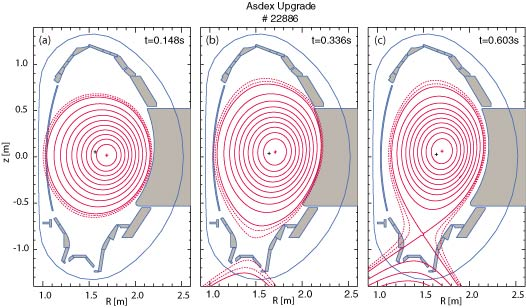 Asdex Upgrade
# 22886
(a) t=0.148s
(b) t=0.336s
(c) t=0.603s
z [m]
1.0
0.5
0.0
-0.5
-1.0
1.0 1.5 2.0 2.5
1.0 1.5 2.0 2.5
1.0 1.5 2.0 2.5
R [m]
R [m]
R [m]